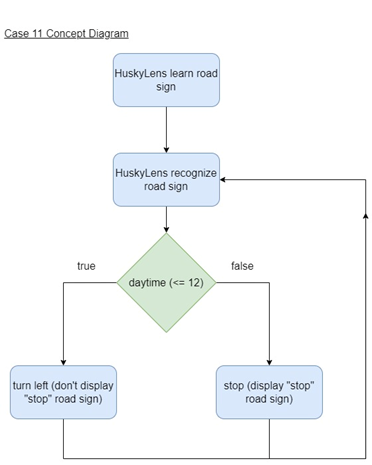 Case 11 Concept Diagram
HuskyLens learn road
sign
HuskyLens recognize
road sign
true
false
daytime (<= 12)
turn left (don't display
"stop" road sign)
stop (display "stop"
road sign)